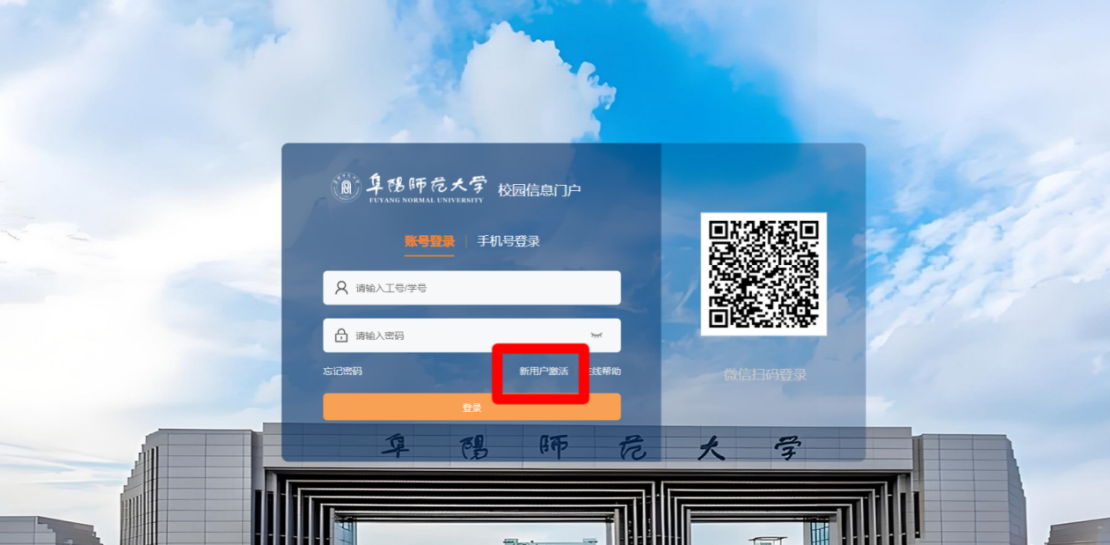 阜陽師范大学 校园信息门户
FUYANG NORMAL UNIVERSITY
账号登录 手机号登录
请输入工号/学号
请输入密码
忘记密码 新用户激活 线帮助
登录
微信扫码登录
阜陽師范大学